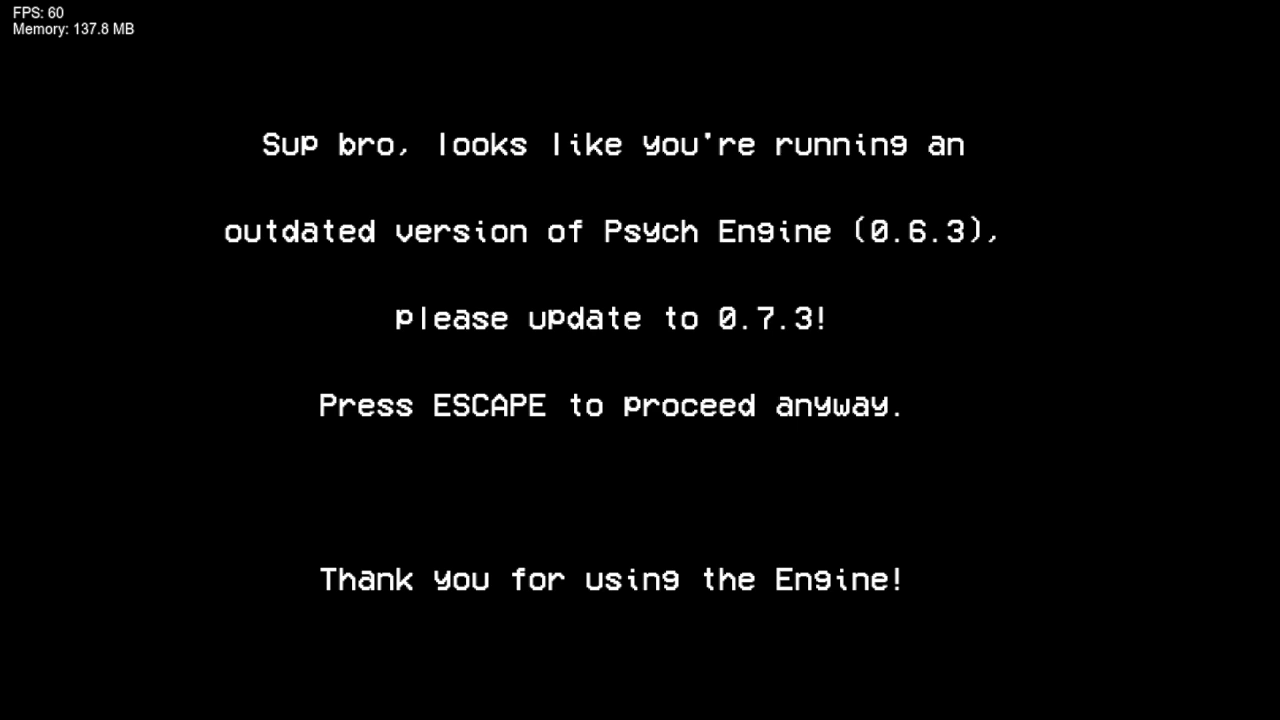 FPS: 60
Memory: 137.8 MB
Sup bro, looks like you're running an
outdated version of Psych Engine (0.6.3),
please update to 0.7.3!
Press ESCAPE to proceed anyway.
Thank you for using the Engine!